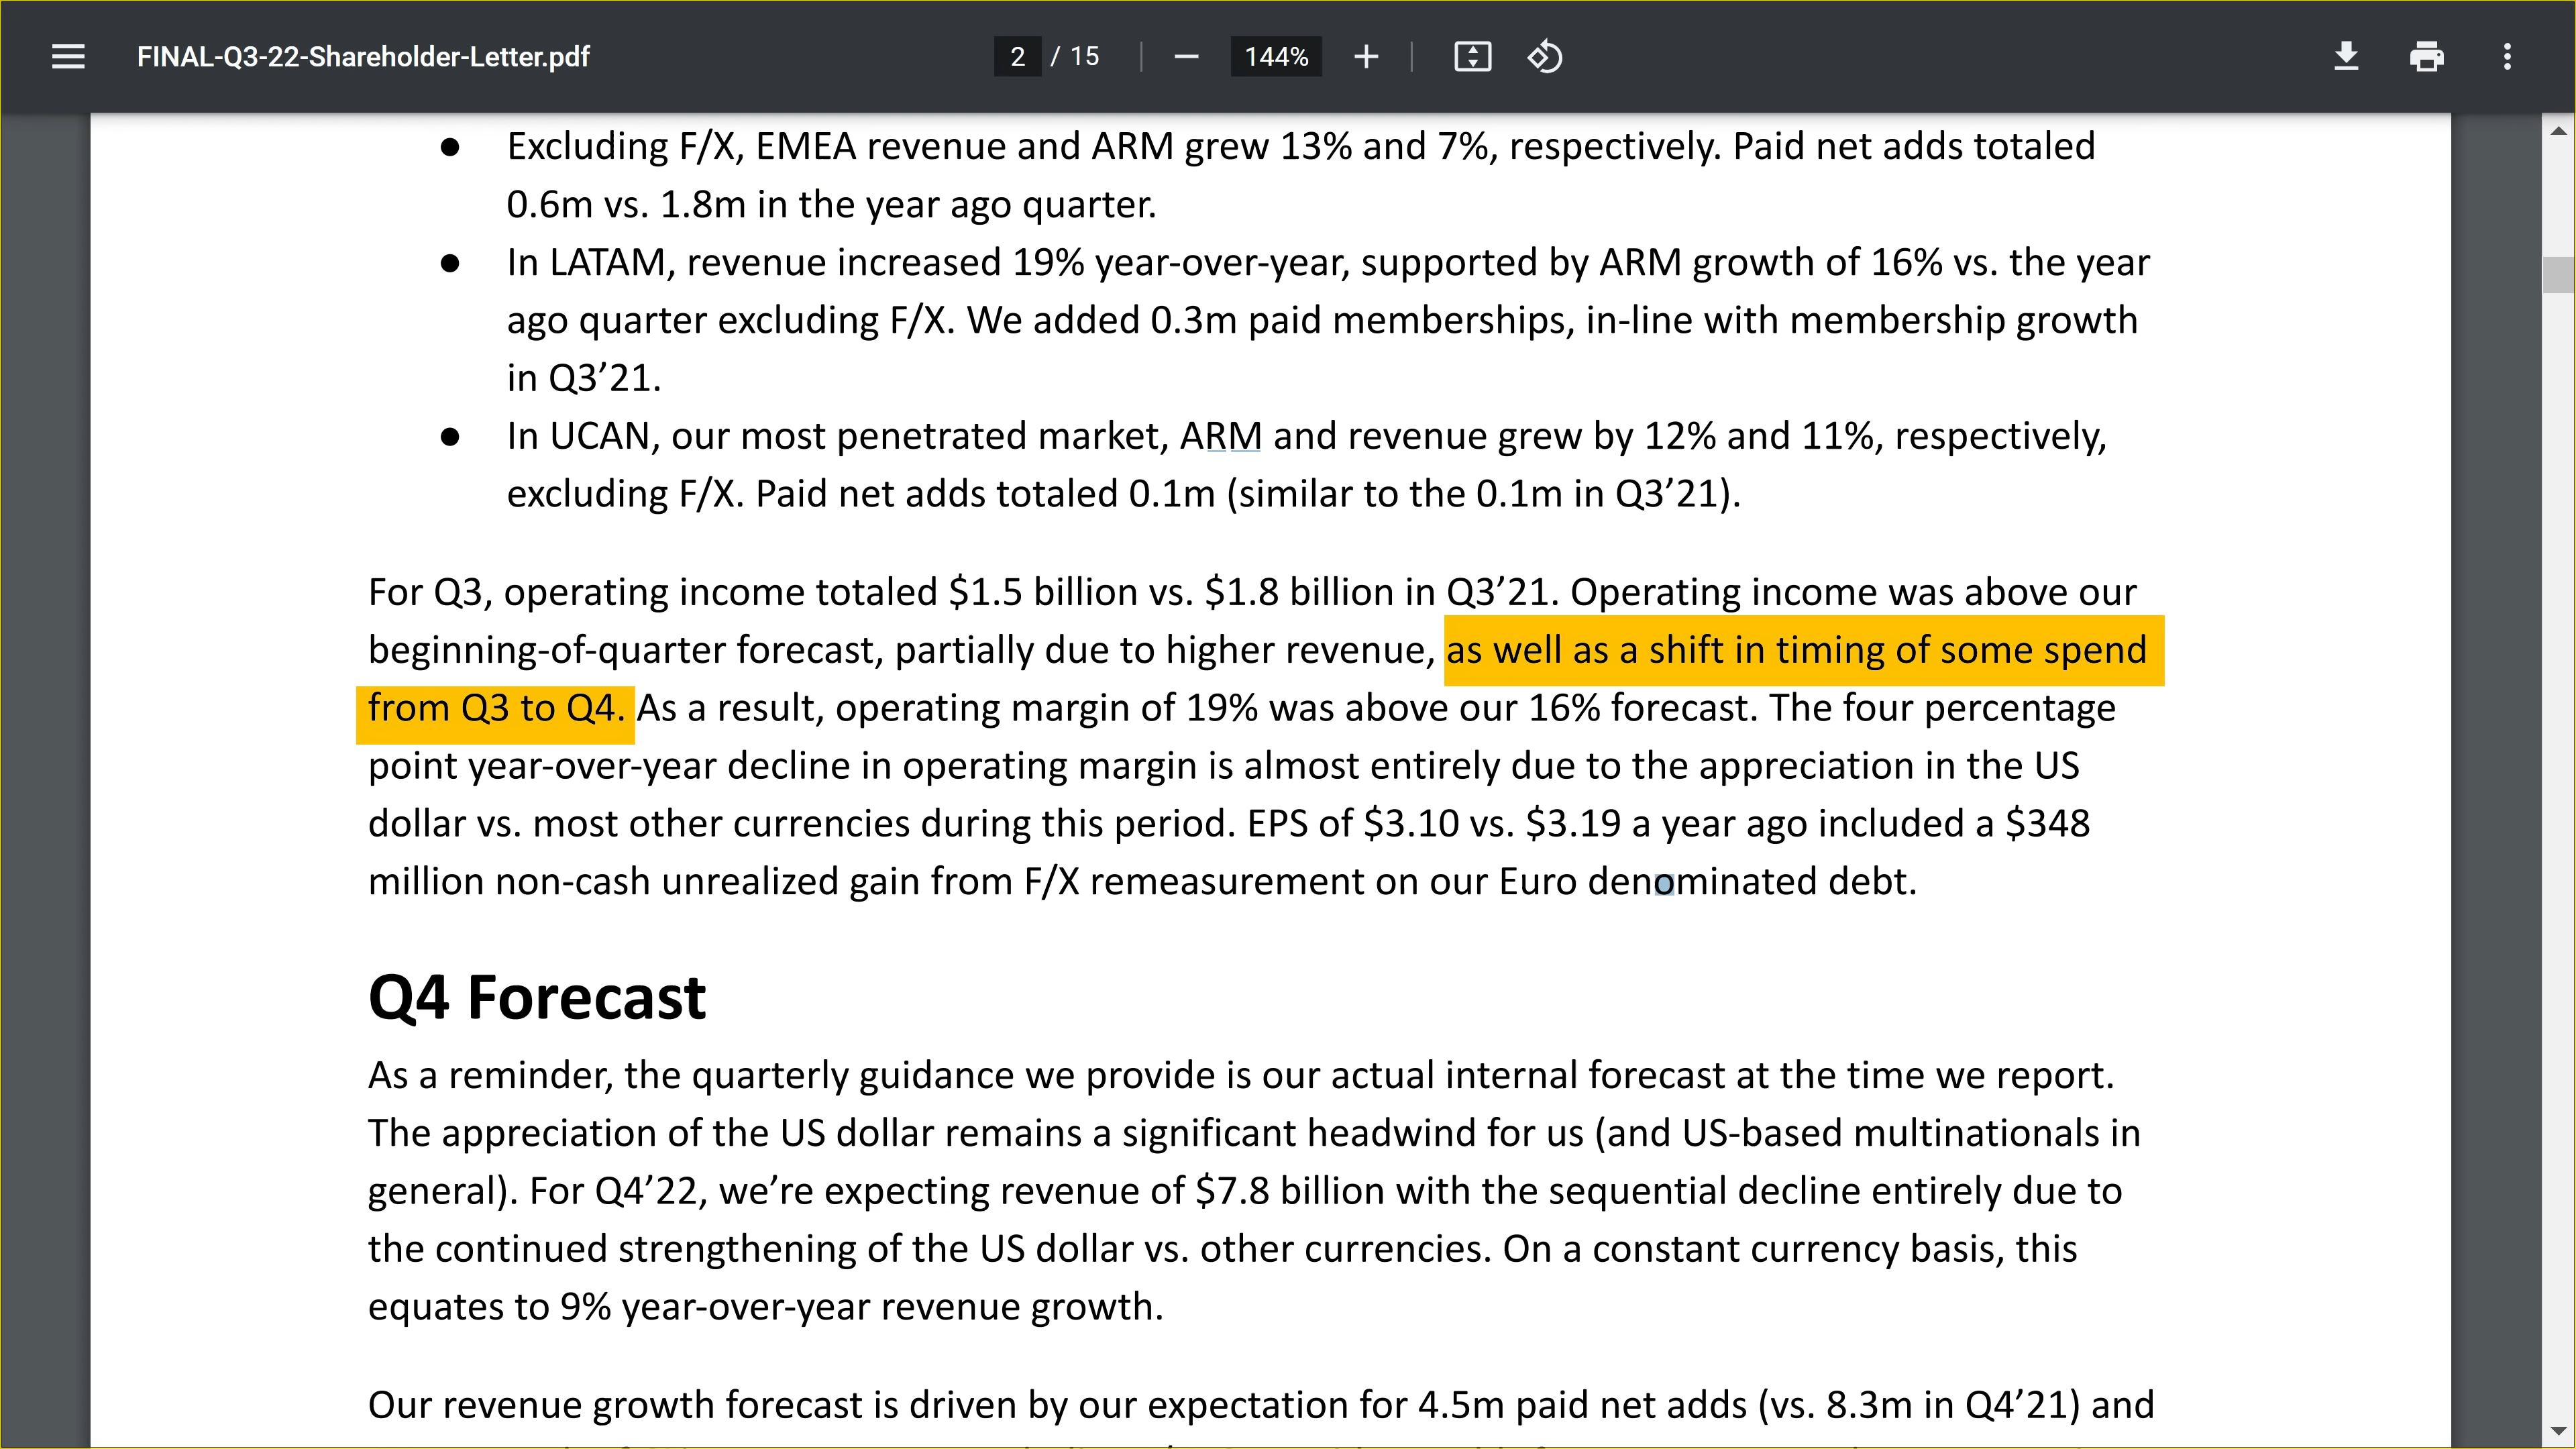 FINAL-Q3-22-Shareholder-Letter.pdf
2 / 15
144%
● Excluding F/X, EMEA revenue and ARM grew 13% and 7%, respectively. Paid net adds totaled
0.6m vs. 1.8m in the year ago quarter.
● In LATAM, revenue increased 19% year-over-year, supported by ARM growth of 16% vs. the year
ago quarter excluding F/X. We added 0.3m paid memberships, in-line with membership growth
in Q3’21.
● In UCAN, our most penetrated market, ARM and revenue grew by 12% and 11%, respectively,
excluding F/X. Paid net adds totaled 0.1m (similar to the 0.1m in Q3’21).
For Q3, operating income totaled $1.5 billion vs. $1.8 billion in Q3’21. Operating income was above our
beginning-of-quarter forecast, partially due to higher revenue, as well as a shift in timing of some spend
from Q3 to Q4. As a result, operating margin of 19% was above our 16% forecast. The four percentage
point year-over-year decline in operating margin is almost entirely due to the appreciation in the US
dollar vs. most other currencies during this period. EPS of $3.10 vs. $3.19 a year ago included a $348
million non-cash unrealized gain from F/X remeasurement on our Euro denominated debt.
Q4 Forecast
As a reminder, the quarterly guidance we provide is our actual internal forecast at the time we report.
The appreciation of the US dollar remains a significant headwind for us (and US-based multinationals in
general). For Q4’22, we’re expecting revenue of $7.8 billion with the sequential decline entirely due to
the continued strengthening of the US dollar vs. other currencies. On a constant currency basis, this
equates to 9% year-over-year revenue growth.
Our revenue growth forecast is driven by our expectation for 4.5m paid net adds (vs. 8.3m in Q4’21) and